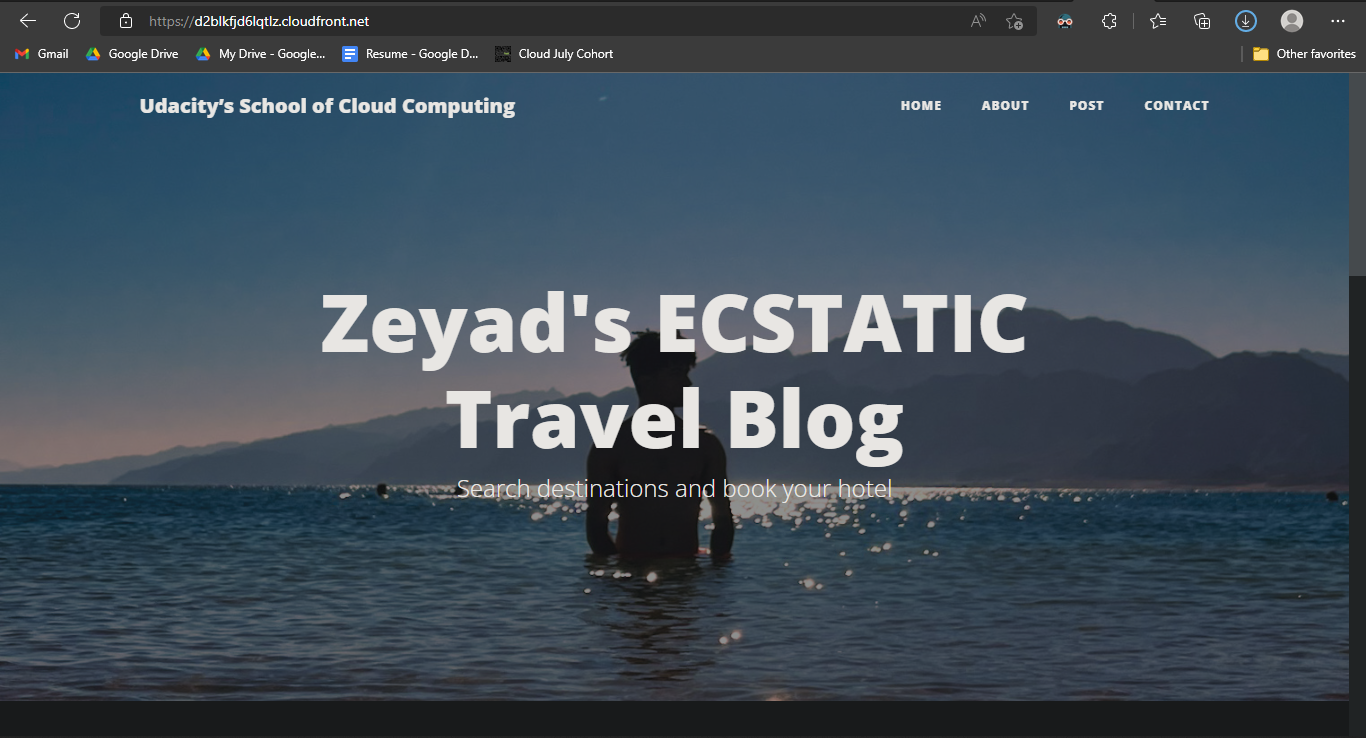 https://d2blkfjd6lqtlz.cloudfront.net
Gmail Google Drive My Drive - Google... Resume - Google D... Cloud July Cohort Other favorites
Udacity’s School of Cloud Computing HOME ABOUT POST CONTACT
Zeyad's ECSTATIC
Travel Blog
Search destinations and book your hotel